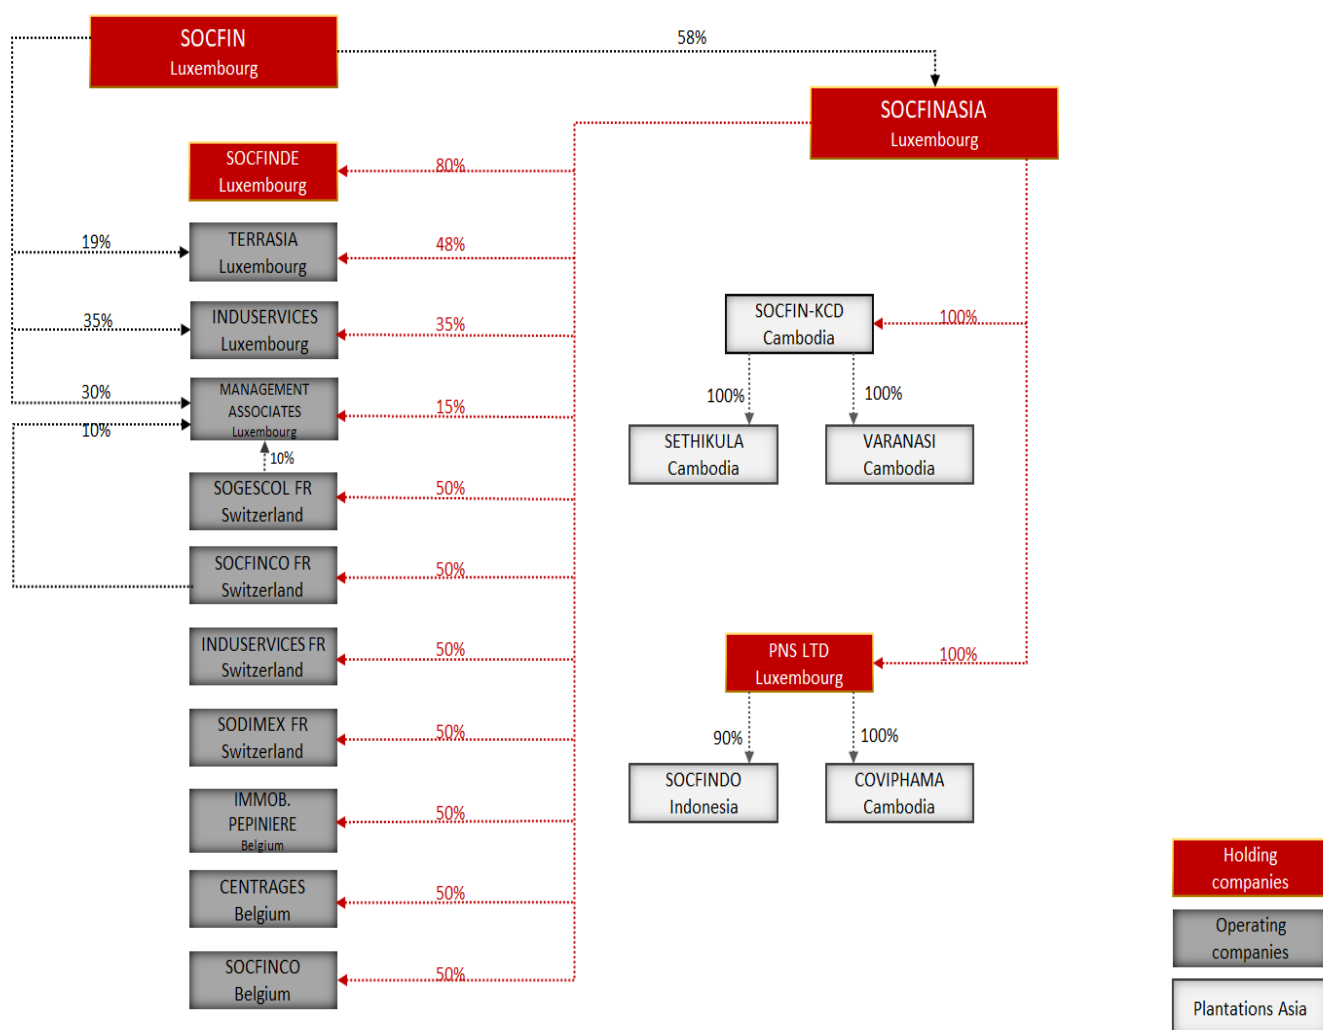 SOCFIN
Luxembourg
58%
SOCFINASIA
Luxembourg
SOCFINDE
Luxembourg
80%
19%
TERRASIA
Luxembourg
48%
35%
INDUSERVICES
Luxembourg
35%
30%
MANAGEMENT
ASSOCIATES
Luxembourg
15%
10%
10%
SOGESCOL FR
Switzerland
50%
SOCFINCO FR
Switzerland
50%
INDUSERVICES FR
Switzerland
50%
SODIMEX FR
Switzerland
50%
IMMOB.
PEPINIERE
Belgium
50%
CENTRAGES
Belgium
50%
SOCFINCO
Belgium
50%
SOCFIN-KCD
Cambodia
100%
100%
100%
SETHIKULA
Cambodia
VARANASI
Cambodia
PNS LTD
Luxembourg
100%
90%
100%
SOCFINDO
Indonesia
COVIPHAMA
Cambodia
Holding
companies
Operating
companies
Plantations Asia